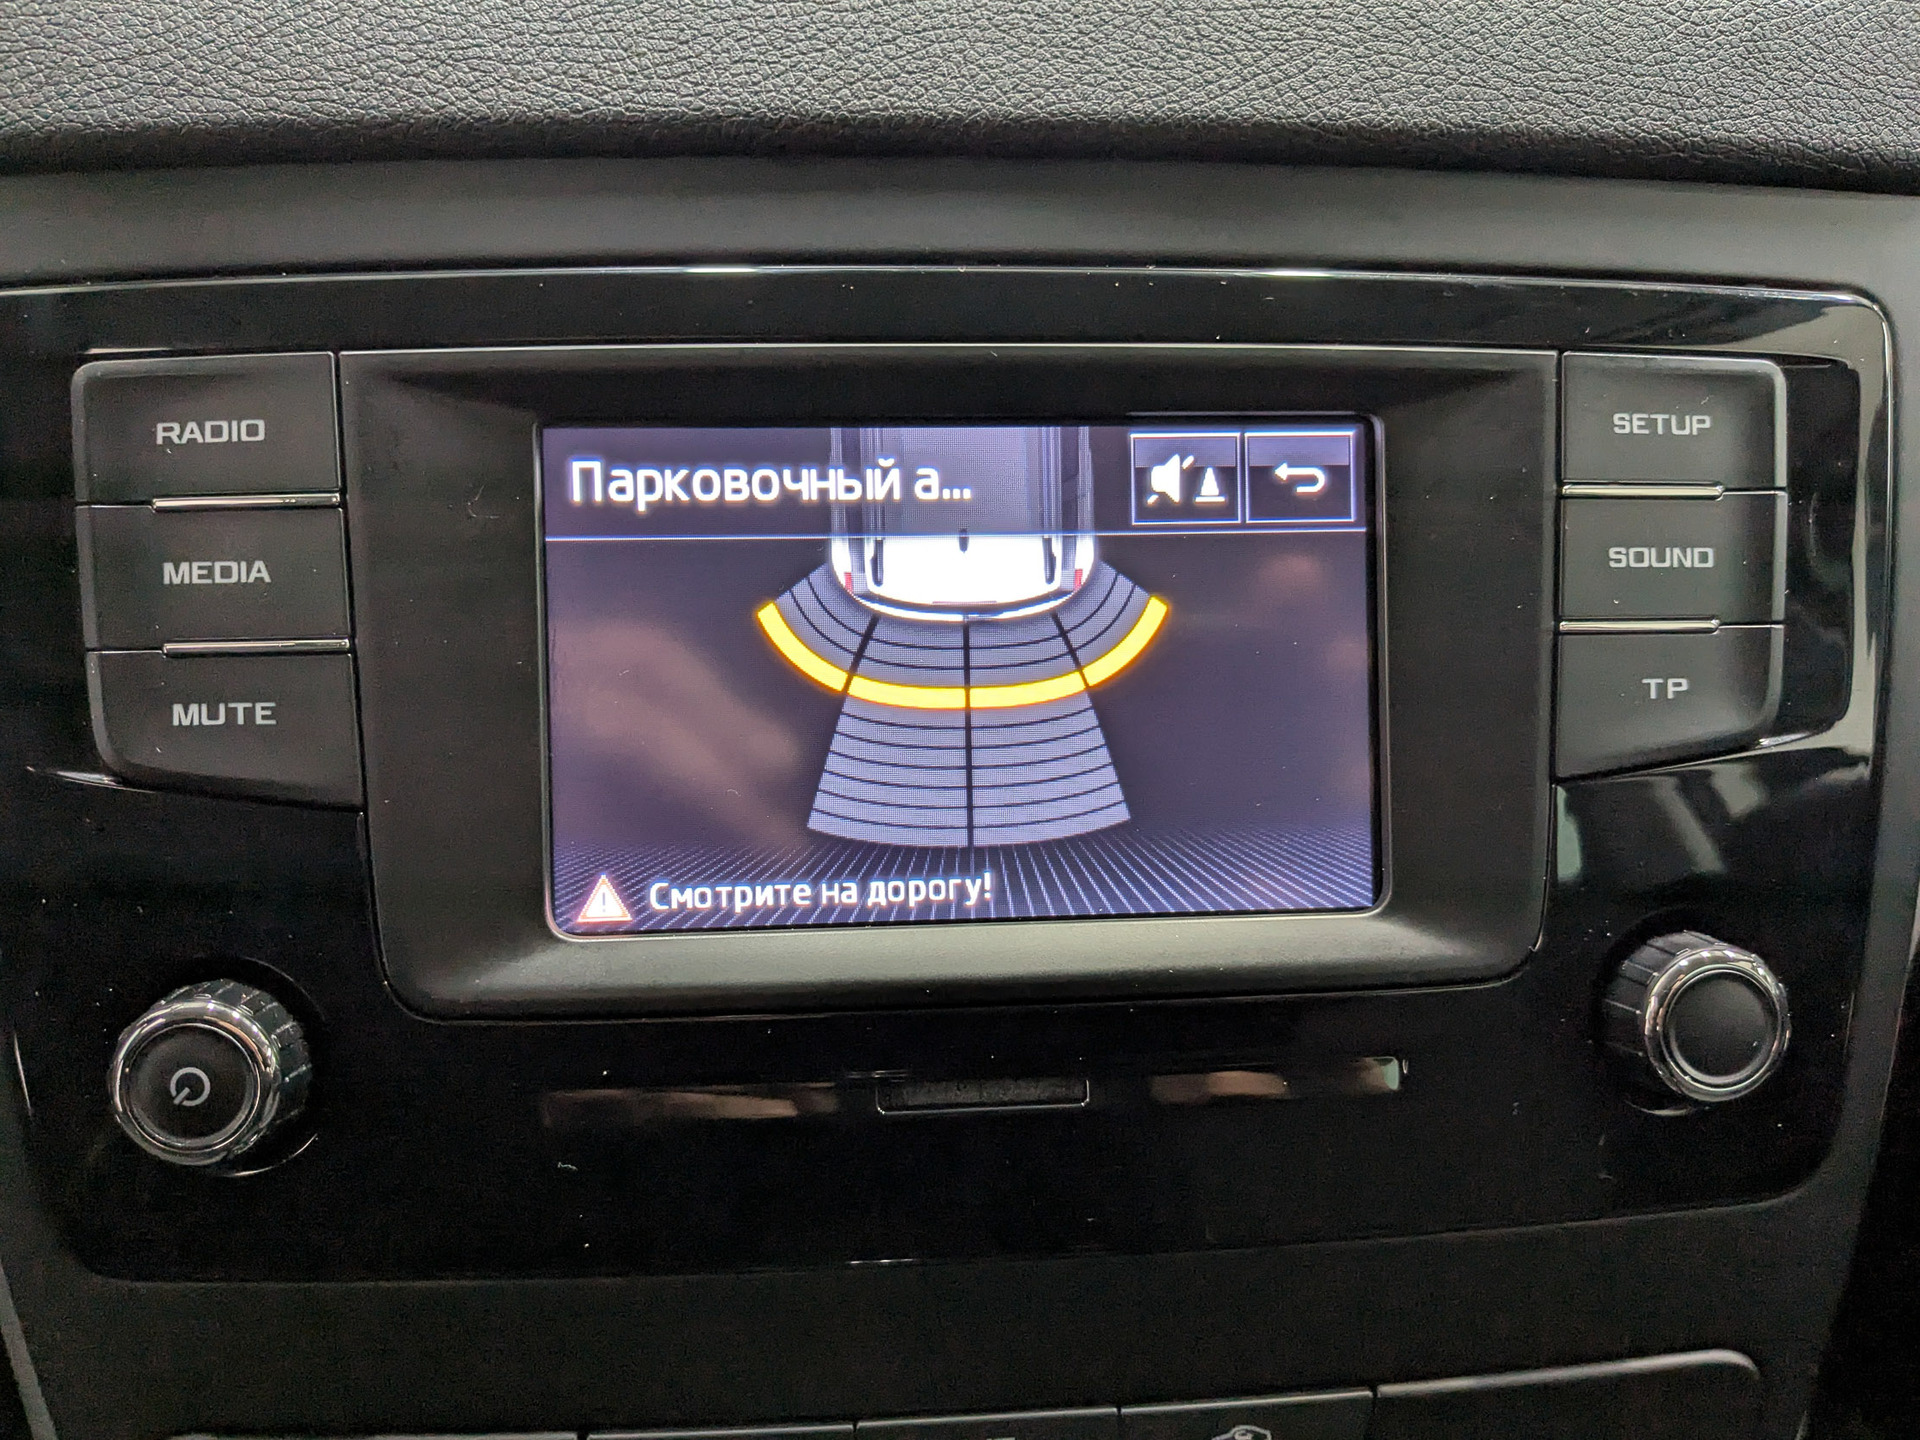 RADIO
MEDIA
MUTE
Парковочный а...
Смотрите на дорогу!
SETUP
SOUND
TP